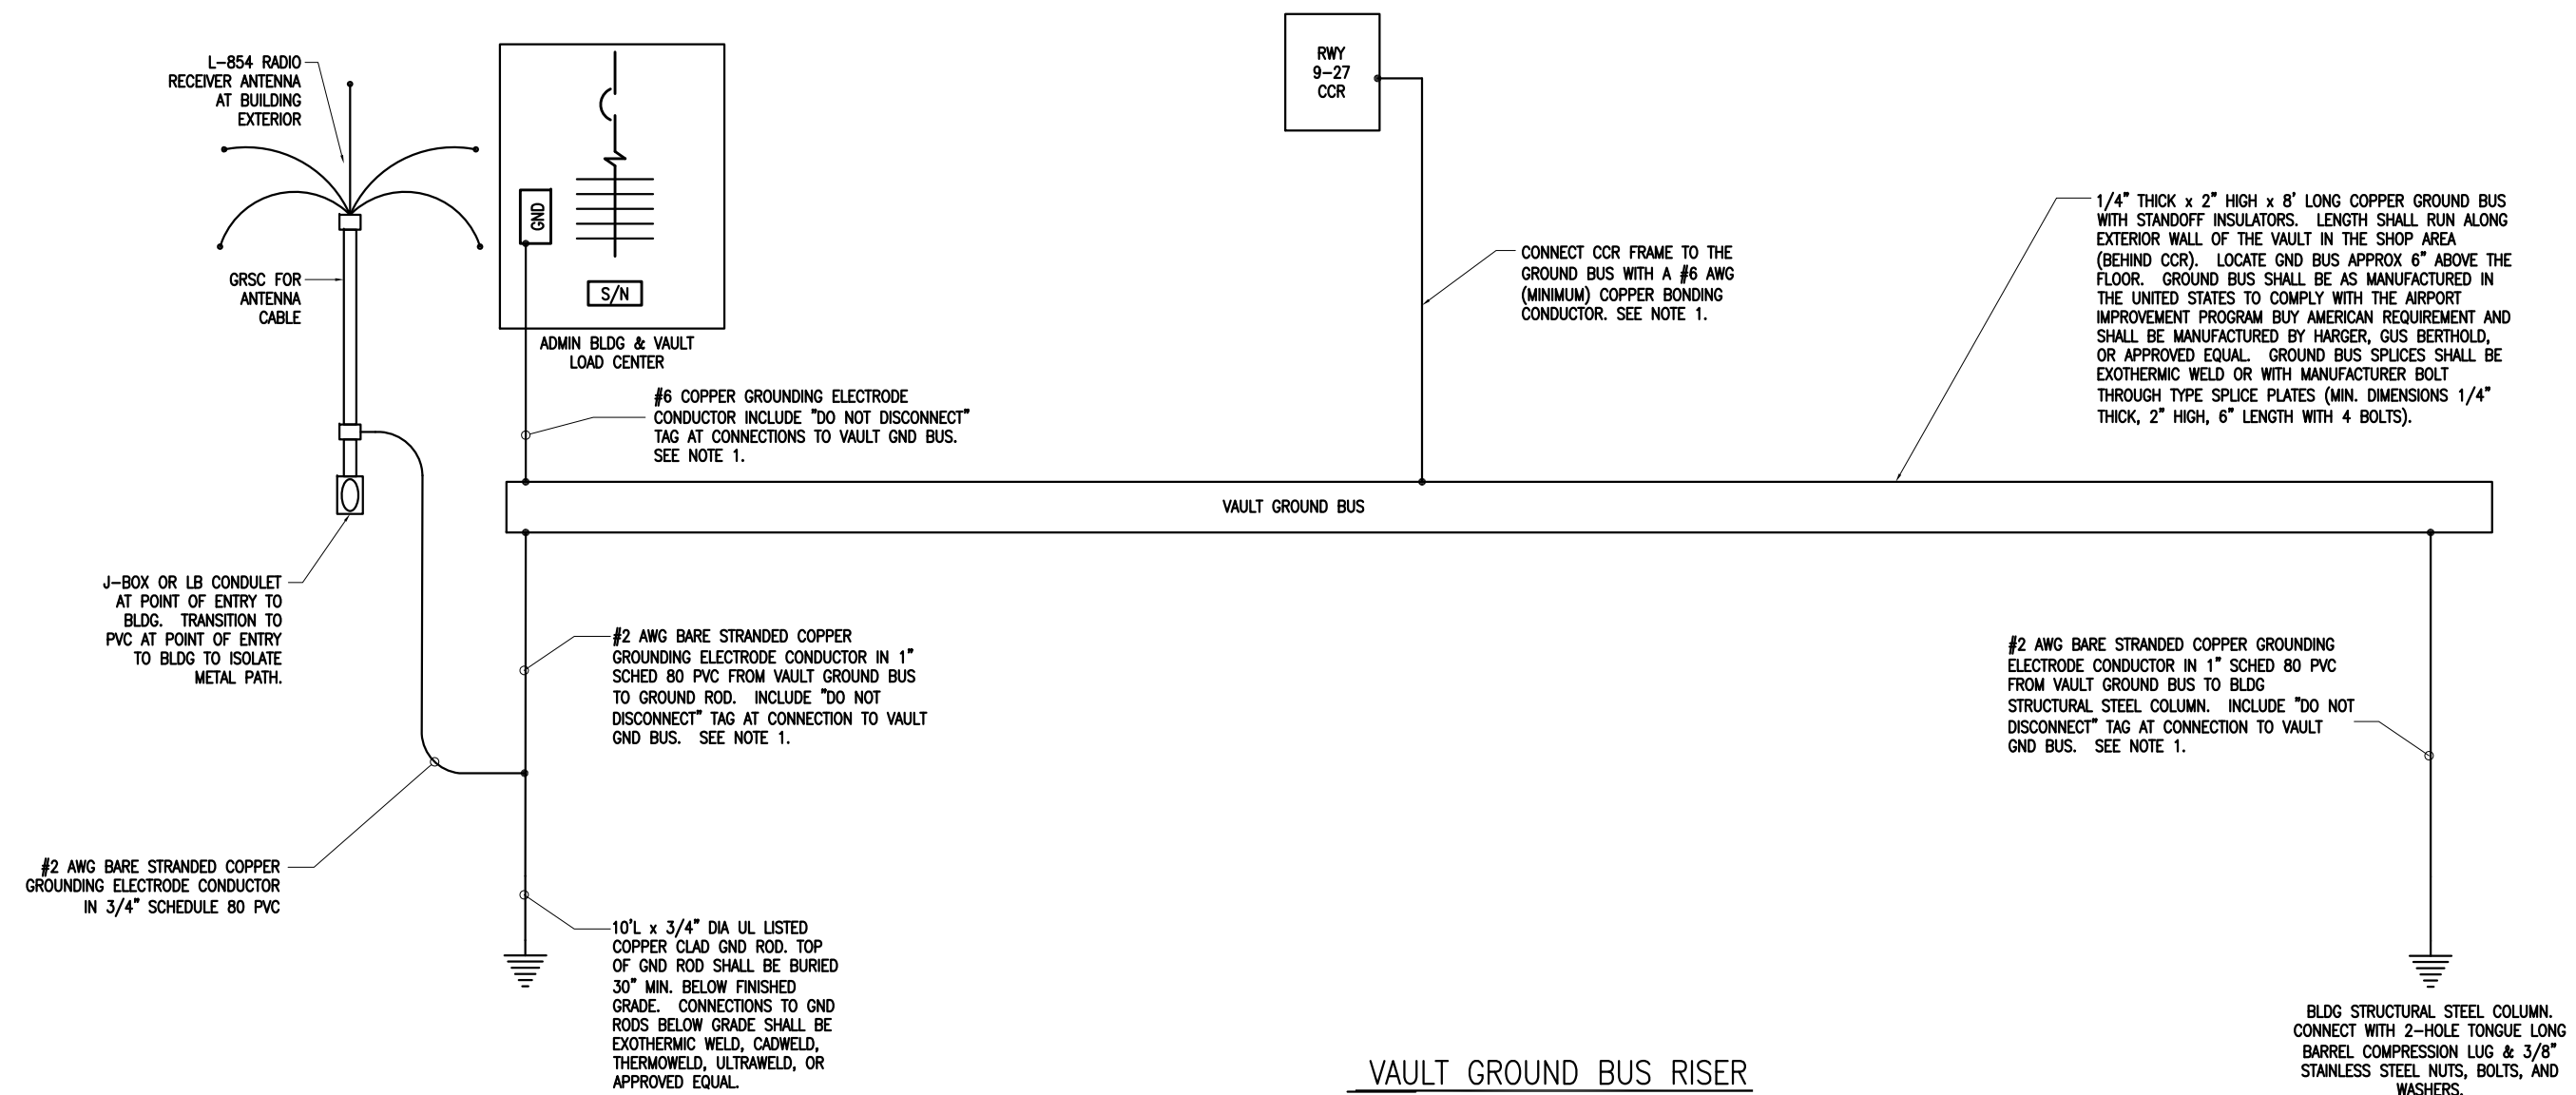 L-854 RADIO
RECEIVER ANTENNA
AT BUILDING
EXTERIOR
GRSC FOR
ANTENNA
CABLE
J-BOX OR LB CONDULET
AT POINT OF ENTRY TO
BLDG. TRANSITION TO
PVC AT POINT OF ENTRY
TO BLDG TO ISOLATE
METAL PATH.
#2 AWG BARE STRANDED COPPER
GROUNDING ELECTRODE CONDUCTOR
IN 3/4" SCHEDULE 80 PVC
GND
S/N
ADMIN BLDG & VAULT
LOAD CENTER
#6 COPPER GROUNDING ELECTRODE
CONDUCTOR INCLUDE "DO NOT DISCONNECT"
TAG AT CONNECTIONS TO VAULT GND BUS.
SEE NOTE 1.
RWY
9-27
CCR
CONNECT CCR FRAME TO THE
GROUND BUS WITH A #6 AWG
(MINIMUM) COPPER BONDING
CONDUCTOR. SEE NOTE 1.
1/4" THICK x 2" HIGH x 8' LONG COPPER GROUND BUS
WITH STANDOFF INSULATORS. LENGTH SHALL RUN ALONG
EXTERIOR WALL OF THE VAULT IN THE SHOP AREA
(BEHIND CCR). LOCATE GND BUS APPROX 6" ABOVE THE
FLOOR. GROUND BUS SHALL BE AS MANUFACTURED IN
THE UNITED STATES TO COMPLY WITH THE AIRPORT
IMPROVEMENT PROGRAM BUY AMERICAN REQUIREMENT AND
SHALL BE MANUFACTURED BY HARGER, GUS BERTHOLD,
OR APPROVED EQUAL. GROUND BUS SPLICES SHALL BE
EXOTHERMIC WELD OR WITH MANUFACTURER BOLT
THROUGH TYPE SPLICE PLATES (MIN. DIMENSIONS 1/4"
THICK, 2" HIGH, 6" LENGTH WITH 4 BOLTS).
VAULT GROUND BUS
#2 AWG BARE STRANDED COPPER
GROUNDING ELECTRODE CONDUCTOR IN 1"
SCHED 80 PVC FROM VAULT GROUND BUS
TO GROUND ROD. INCLUDE "DO NOT
DISCONNECT" TAG AT CONNECTION TO VAULT
GND BUS. SEE NOTE 1.
10'L x 3/4" DIA UL LISTED
COPPER CLAD GND ROD. TOP
OF GND ROD SHALL BE BURIED
30" MIN. BELOW FINISHED
GRADE. CONNECTIONS TO GND
RODS BELOW GRADE SHALL BE
EXOTHERMIC WELD, CADWELD,
THERMOWELD, ULTRAWELD, OR
APPROVED EQUAL.
#2 AWG BARE STRANDED COPPER GROUNDING
ELECTRODE CONDUCTOR IN 1" SCHED 80 PVC
FROM VAULT GROUND BUS TO BLDG
STRUCTURAL STEEL COLUMN. INCLUDE "DO NOT
DISCONNECT" TAG AT CONNECTION TO VAULT
GND BUS. SEE NOTE 1.
BLDG STRUCTURAL STEEL COLUMN.
CONNECT WITH 2-HOLE TONGUE LONG
BARREL COMPRESSION LUG & 3/8"
STAINLESS STEEL NUTS, BOLTS, AND
WASHERS.
VAULT GROUND BUS RISER